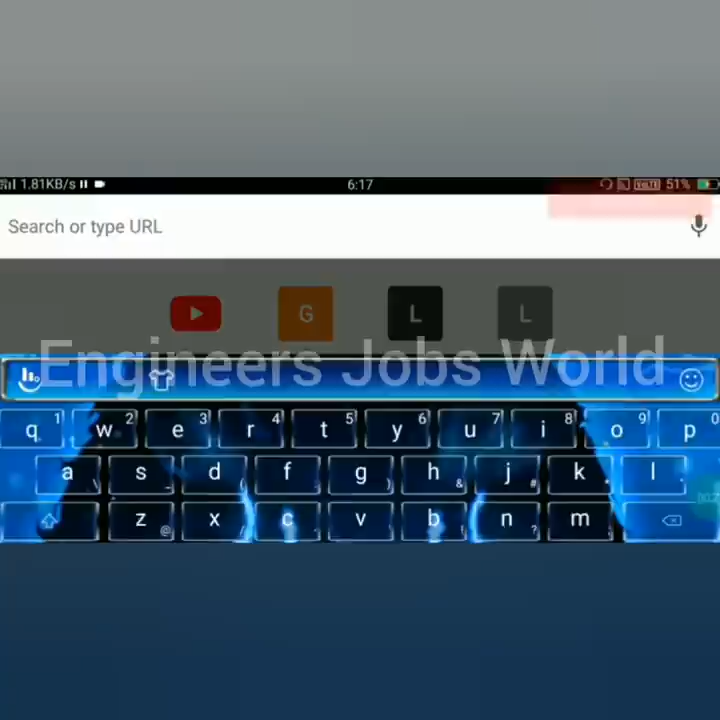 1.81KB/s 6:17 VoLTE 51%
Search or type URL
G L L
Engineers Jobs World
q 1 w 2 e 3 r 4 t 5 y 6 u 7 i 8 o 9 p 0
a \ s _ d ( f g ) h & j # k * l
z @ x / c v b ! n ? m